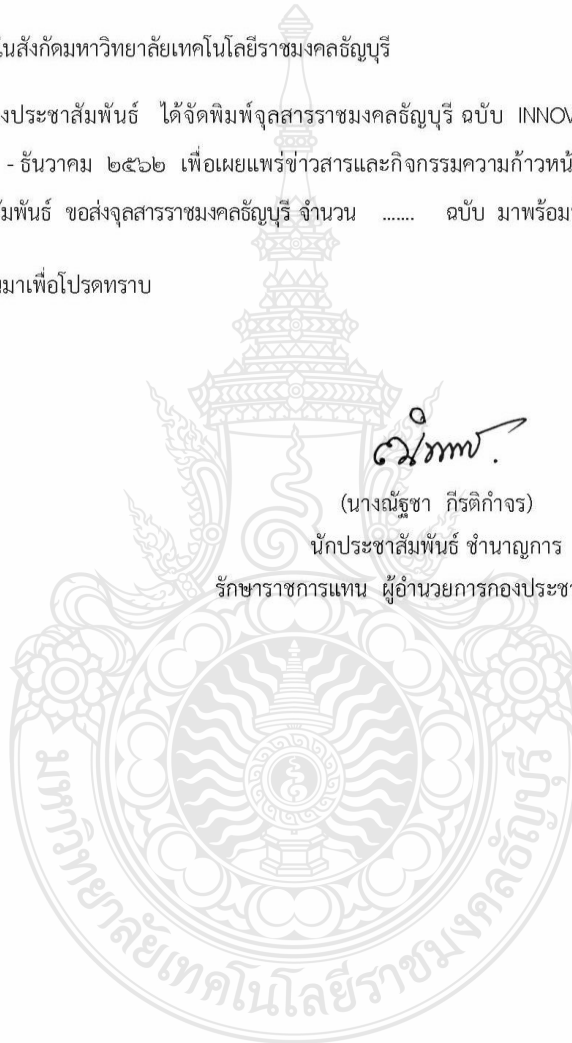 ในสังกัดมหาวิทยาลัยเทคโนโลยีราชมงคลธัญบุรี
งประชาสัมพันธ์ ได้จัดพิมพ์จุลสารราชมงคลธัญบุรี ฉบับ INNOV
- ธันวาคม ๒๕๖๒ เพื่อเผยแพร่ข่าวสารและกิจกรรมความก้าวหน้
สัมพันธ์ ขอส่งจุลสารราชมงคลธัญบุรี จำนวน ....... ฉบับ มาพร้อม
นมาเพื่อโปรดทราบ
(นางณัฐชา กีรติกำจร)
นักประชาสัมพันธ์ ชำนาญการ
รักษาราชการแทน ผู้อำนวยการกองประชา
มหาวิทยาลัยเทคโนโลยีราชมงคลธัญบุรี